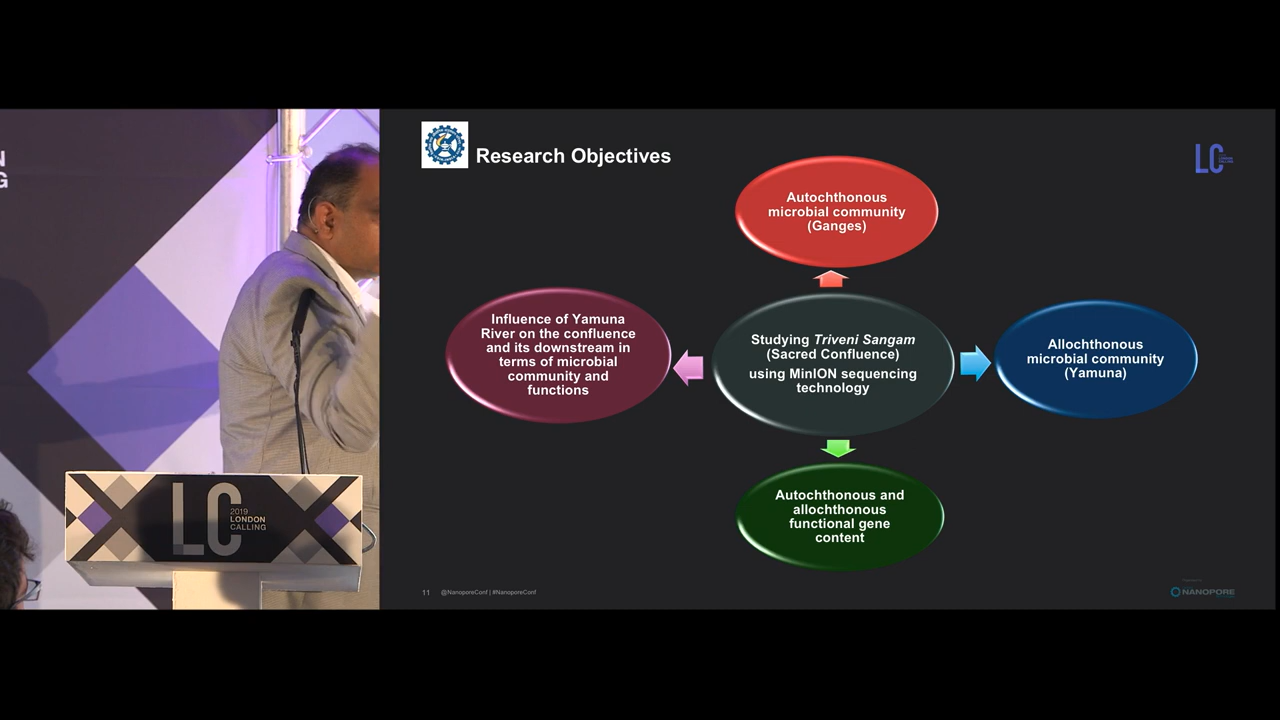 N
G
LC
2019
LONDON
CALLING
Research Objectives
LC
Autochthonous
microbial community
(Ganges)
Influence of Yamuna
River on the confluence
and its downstream in
terms of microbial
community and
functions
Studying Triveni Sangam
(Sacred Confluence)
using MinION sequencing
technology
Allochthonous
microbial community
(Yamuna)
Autochthonous and
allochthonous
functional gene
content
11 @NanoporeConf | #NanoporeConf
NANOPORE